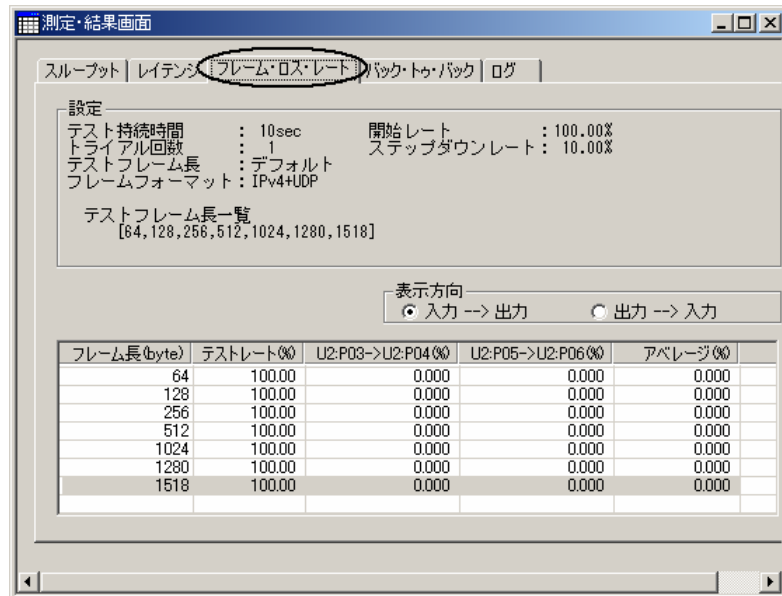 測定・結果画面
スループット レイテンシ フレーム・ロス・レート バック・トゥ・バック ログ
設定
テスト持続時間 : 10sec 開始レート : 100.00%
トライアル回数 : 1 ステップダウンレート : 10.00%
テストフレーム長 : デフォルト
フレームフォーマット : IPv4+UDP
テストフレーム長一覧
[64,128,256,512,1024,1280,1518]
表示方向
入力 --> 出力 出力 --> 入力
フレーム長(byte) テストレート(%) U2:P03->U2:P04(%) U2:P05->U2:P06(%) アベレージ(%)
64 100.00 0.000 0.000 0.000
128 100.00 0.000 0.000 0.000
256 100.00 0.000 0.000 0.000
512 100.00 0.000 0.000 0.000
1024 100.00 0.000 0.000 0.000
1280 100.00 0.000 0.000 0.000
1518 100.00 0.000 0.000 0.000